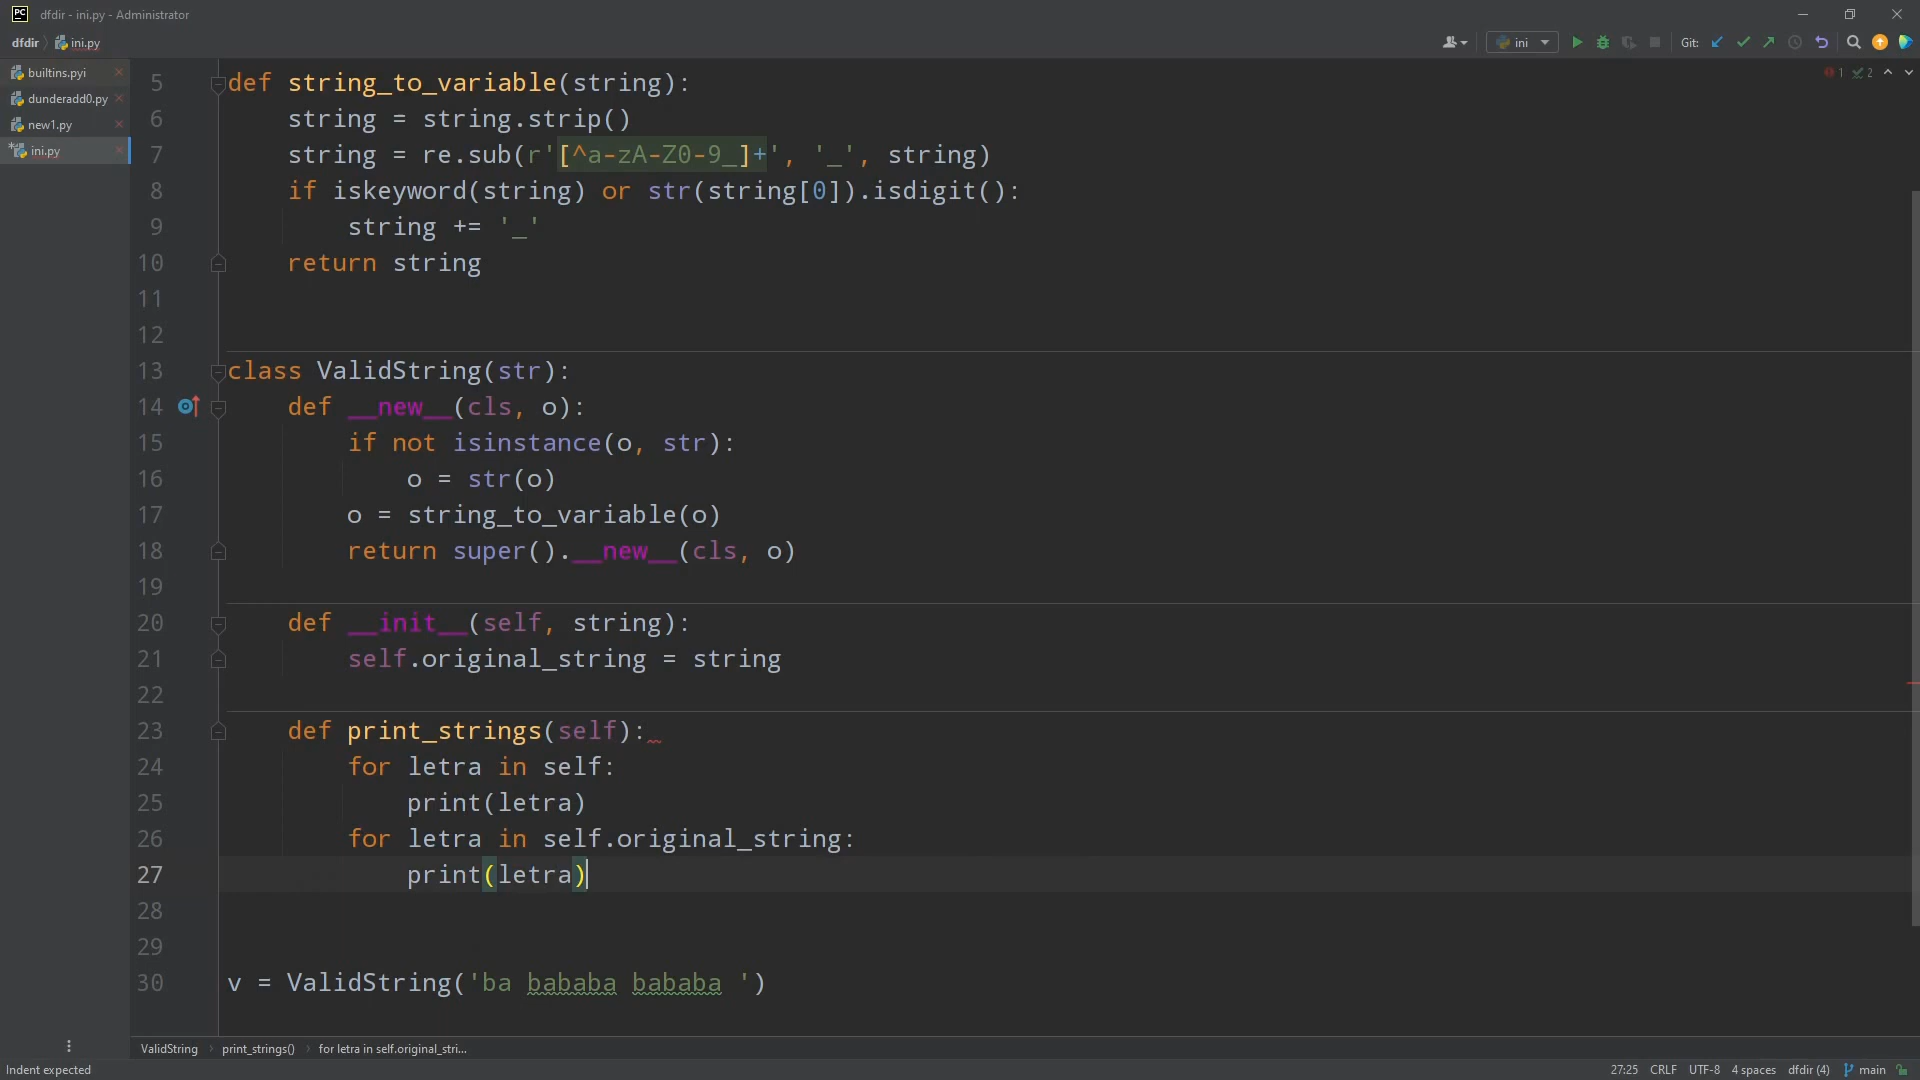 PC dfdir - ini.py - Administrator
dfdir ini.py
ini Git:
builtins.pyi
dunderadd0.py
new1.py
ini.py
1 2
5 def string_to_variable(string):
6 string = string.strip()
7 string = re.sub(r'[^a-zA-Z0-9_]+', '_', string)
8 if iskeyword(string) or str(string[0]).isdigit():
9 string += '_'
10 return string
11
12
13 class ValidString(str):
14 def __new__(cls, o):
15 if not isinstance(o, str):
16 o = str(o)
17 o = string_to_variable(o)
18 return super().__new__(cls, o)
19
20 def __init__(self, string):
21 self.original_string = string
22
23 def print_strings(self):
24 for letra in self:
25 print(letra)
26 for letra in self.original_string:
27 print(letra)
28
29
30 v = ValidString('ba bababa bababa ')
ValidString print_strings() for letra in self.original_stri...
Indent expected 27:25 CRLF UTF-8 4 spaces dfdir (4) main